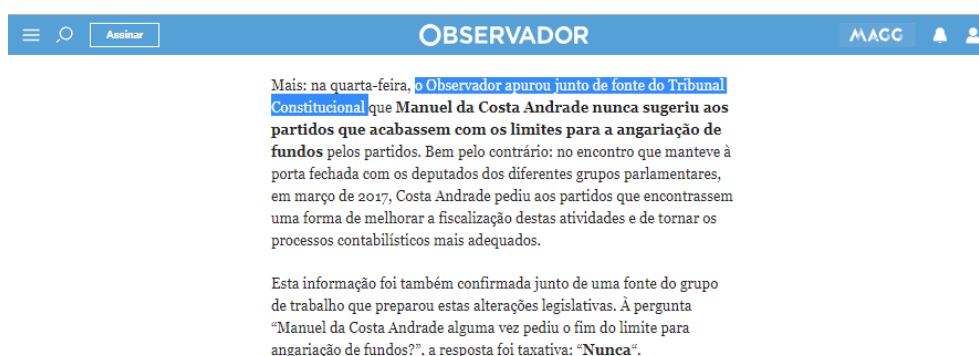 Assinar
OBSERVADOR
MAGG
Mais: na quarta-feira, o Observador apurou junto de fonte do Tribunal
Constitucional que Manuel da Costa Andrade nunca sugeriu aos
partidos que acabassem com os limites para a angariação de
fundos pelos partidos. Bem pelo contrário: no encontro que manteve à
porta fechada com os deputados dos diferentes grupos parlamentares,
em março de 2017, Costa Andrade pediu aos partidos que encontrassem
uma forma de melhorar a fiscalização destas atividades e de tornar os
processos contabilísticos mais adequados.
Esta informação foi também confirmada junto de uma fonte do grupo
de trabalho que preparou estas alterações legislativas. À pergunta
“Manuel da Costa Andrade alguma vez pediu o fim do limite para
angariação de fundos?”, a resposta foi taxativa: “Nunca“.